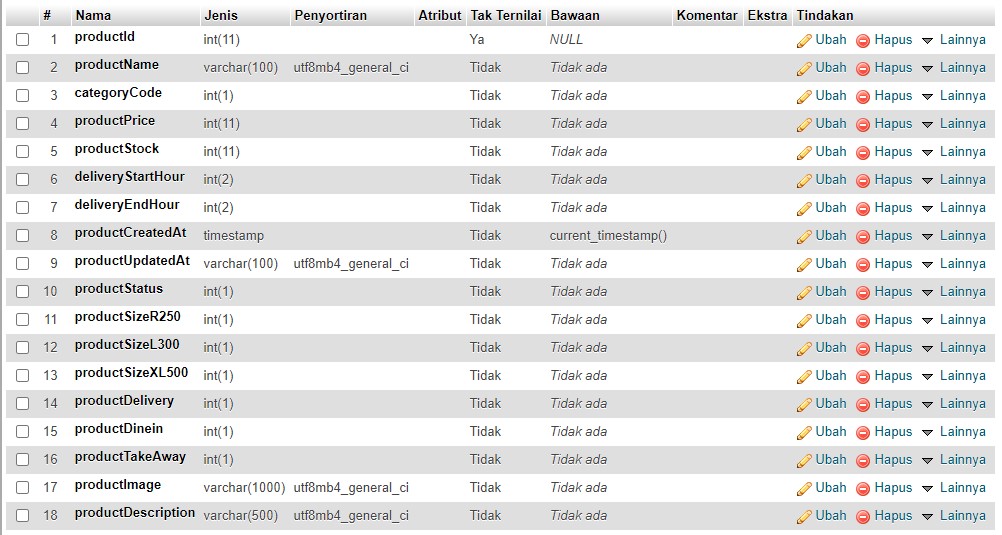 # Nama Jenis Penyortiran Atribut Tak Ternilai Bawaan Komentar Ekstra Tindakan
1 productId int(11) Ya NULL Ubah Hapus Lainnya
2 productName varchar(100) utf8mb4_general_ci Tidak Tidak ada Ubah Hapus Lainnya
3 categoryCode int(1) Tidak Tidak ada Ubah Hapus Lainnya
4 productPrice int(11) Tidak Tidak ada Ubah Hapus Lainnya
5 productStock int(11) Tidak Tidak ada Ubah Hapus Lainnya
6 deliveryStartHour int(2) Tidak Tidak ada Ubah Hapus Lainnya
7 deliveryEndHour int(2) Tidak Tidak ada Ubah Hapus Lainnya
8 productCreatedAt timestamp Tidak current_timestamp() Ubah Hapus Lainnya
9 productUpdatedAt varchar(100) utf8mb4_general_ci Tidak Tidak ada Ubah Hapus Lainnya
10 productStatus int(1) Tidak Tidak ada Ubah Hapus Lainnya
11 productSizeR250 int(1) Tidak Tidak ada Ubah Hapus Lainnya
12 productSizeL300 int(1) Tidak Tidak ada Ubah Hapus Lainnya
13 productSizeXL500 int(1) Tidak Tidak ada Ubah Hapus Lainnya
14 productDelivery int(1) Tidak Tidak ada Ubah Hapus Lainnya
15 productDinein int(1) Tidak Tidak ada Ubah Hapus Lainnya
16 productTakeAway int(1) Tidak Tidak ada Ubah Hapus Lainnya
17 productImage varchar(1000) utf8mb4_general_ci Tidak Tidak ada Ubah Hapus Lainnya
18 productDescription varchar(500) utf8mb4_general_ci Tidak Tidak ada Ubah Hapus Lainnya